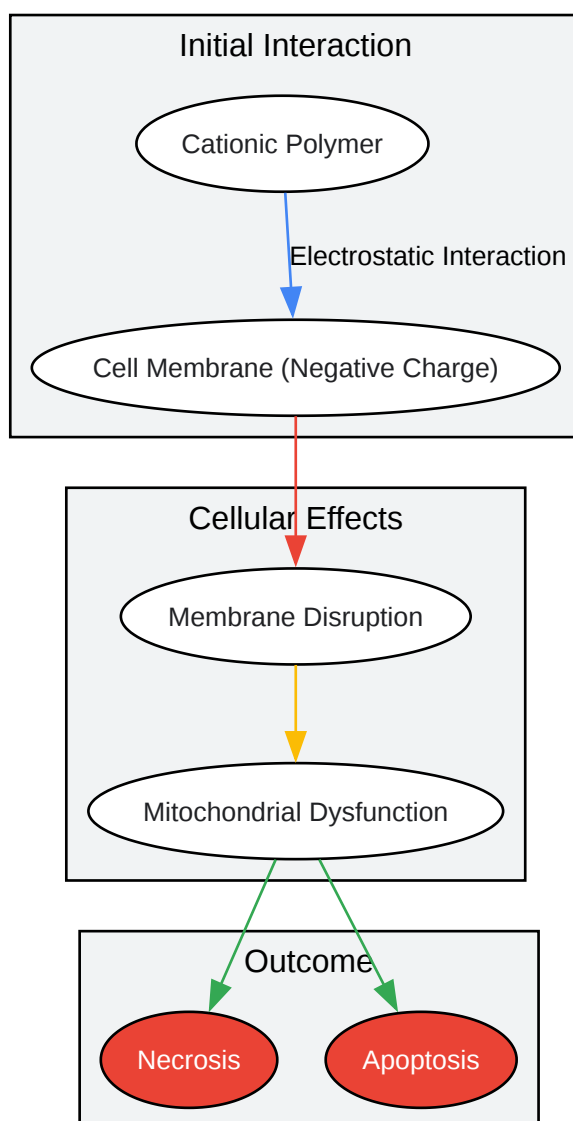 Initial Interaction
Cationic Polymer
Electrostatic Interaction
Cell Membrane (Negative Charge)
Cellular Effects
Membrane Disruption
Mitochondrial Dysfunction
Outcome
Necrosis
Apoptosis